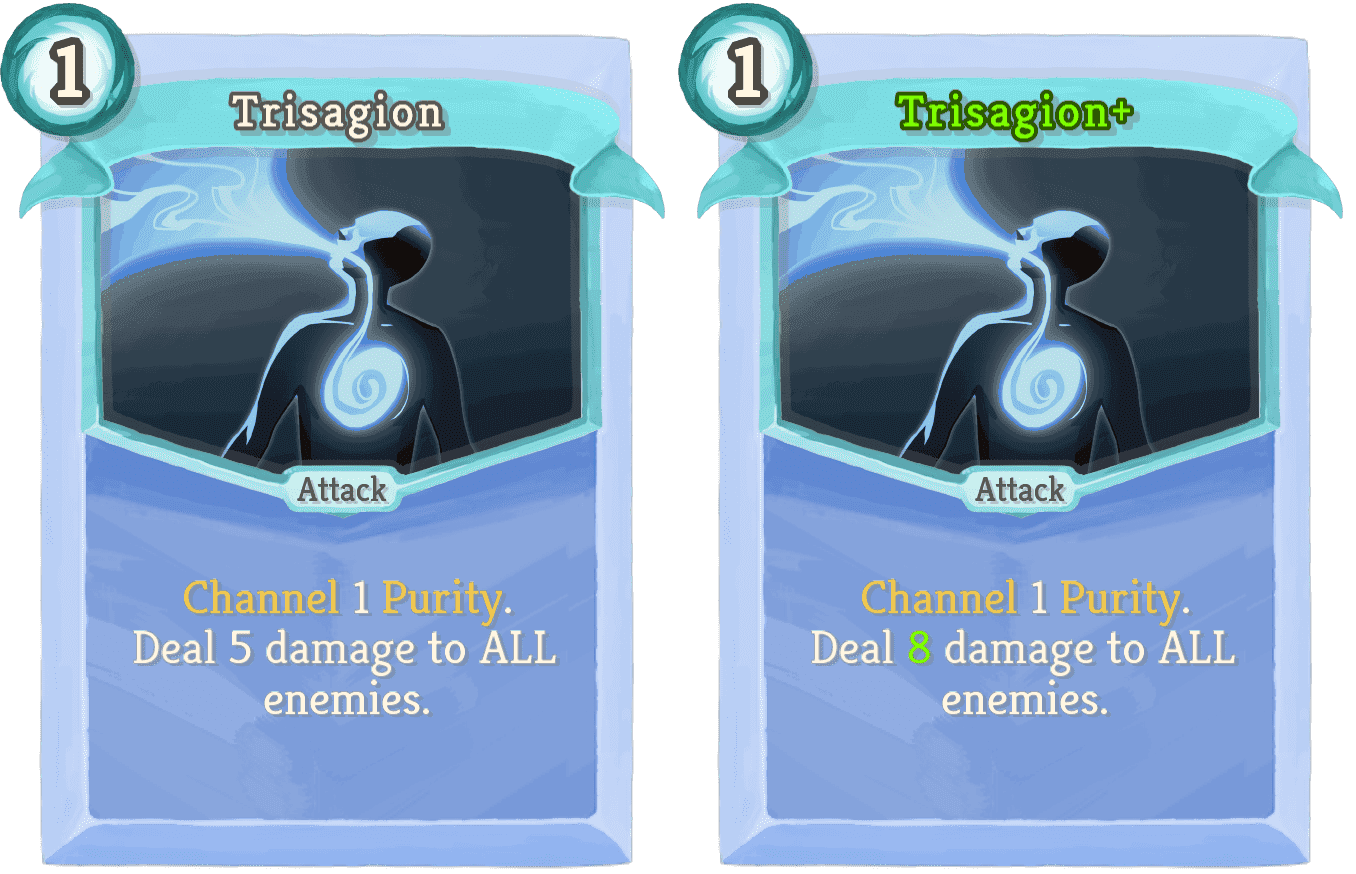 1
Trisagion
Attack
Channel 1 Purity.
Deal 5 damage to ALL
enemies.
1
Trisagion+
Attack
Channel 1 Purity.
Deal 8 damage to ALL
enemies.